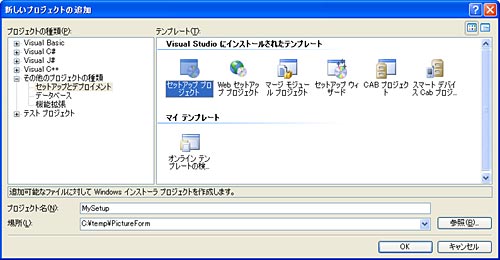 新しいプロジェクトの追加
プロジェクトの種類(P):
テンプレート(T):
Visual Basic
Visual C#
Visual J#
Visual C++
その他のプロジェクトの種類
セットアップとデプロイメント
データベース
機能拡張
テスト プロジェクト
Visual Studio にインストールされたテンプレート
セットアップ プロジェクト
Web セットアップ プロジェクト
マージ モジュール プロジェクト
セットアップ ウィザード
CAB プロジェクト
スマート デバイス Cab プロジ...
マイ テンプレート
オンライン テンプレートの検...
追加可能なファイルに対して Windows インストーラ プロジェクトを作成します。
プロジェクト名(N):
MySetup
場所(L):
C:¥temp¥PictureForm
参照(B)...
OK
キャンセル